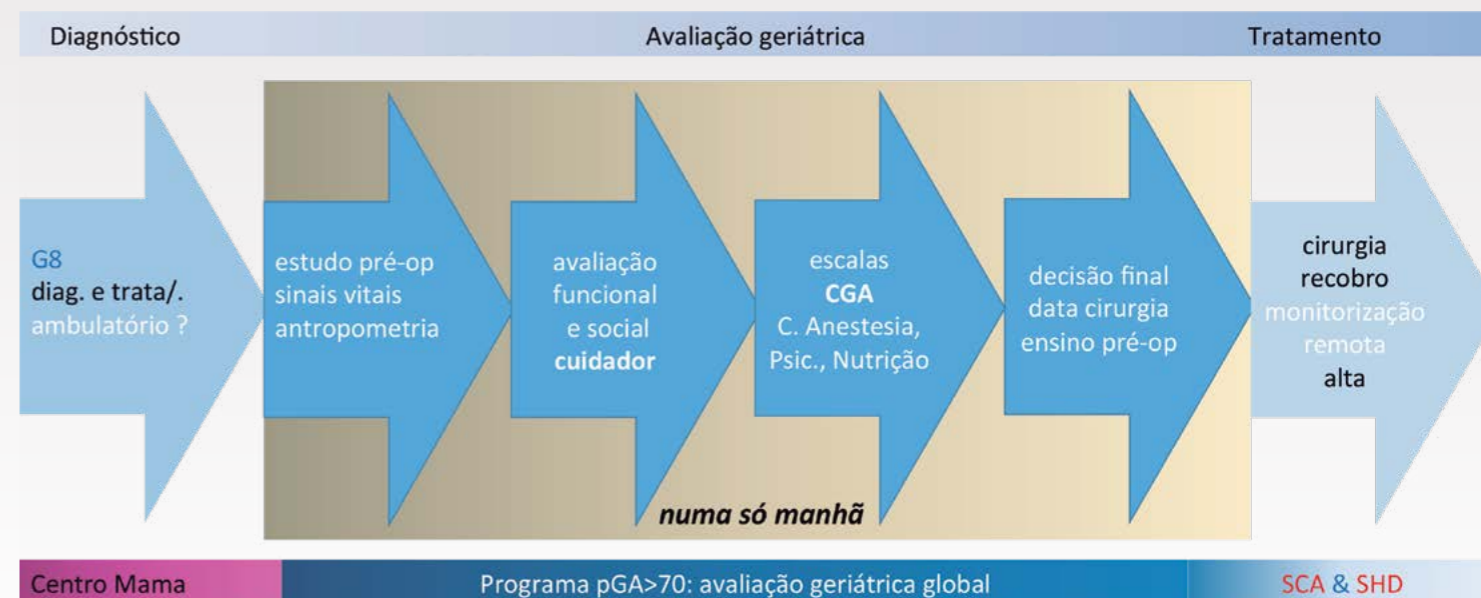 Diagnóstico
Avaliação geriátrica
Tratamento
G8
diag. e trata/.
ambulatório ?
estudo pré-op
sinais vitais
antropometria
avaliação
funcional
e social
cuidador
escalas
CGA
C. Anestesia,
Psic., Nutrição
decisão final
data cirurgia
ensino pré-op
cirurgia
recobro
monitorização
remota
alta
numa só manhã
Centro Mama
Programa pGA>70: avaliação geriátrica global
SCA & SHD